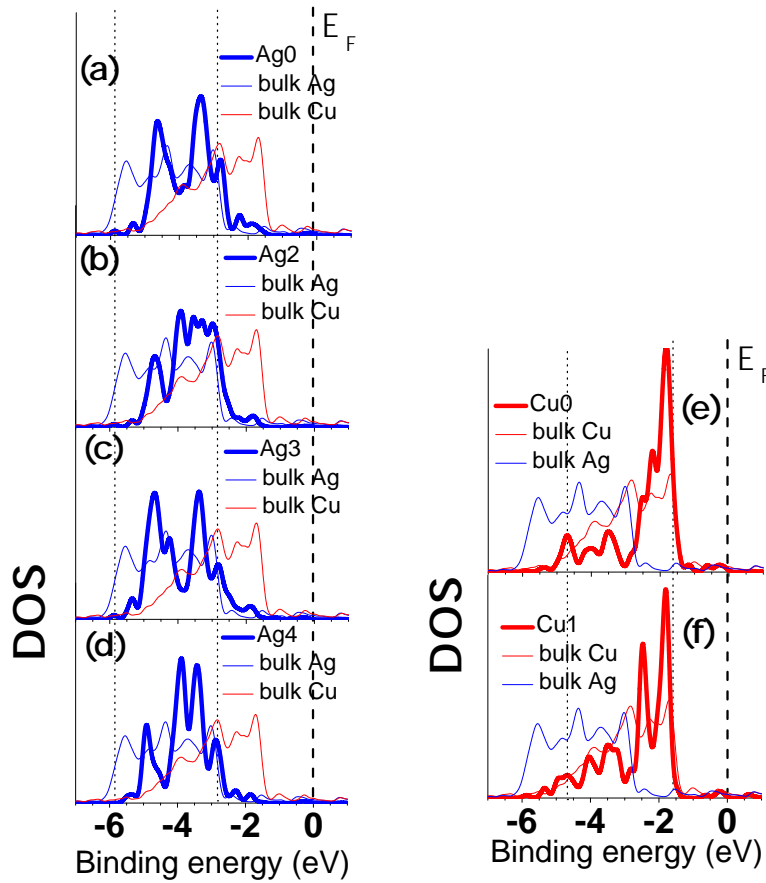 E F
(a)
Ag0
bulk Ag
bulk Cu
(b)
Ag2
bulk Ag
bulk Cu
(c)
Ag3
bulk Ag
bulk Cu
(d)
Ag4
bulk Ag
bulk Cu
DOS
-6 -4 -2 0
Binding energy (eV)
E F
(e)
Cu0
bulk Cu
bulk Ag
(f)
Cu1
bulk Cu
bulk Ag
DOS
-6 -4 -2 0
Binding energy (eV)